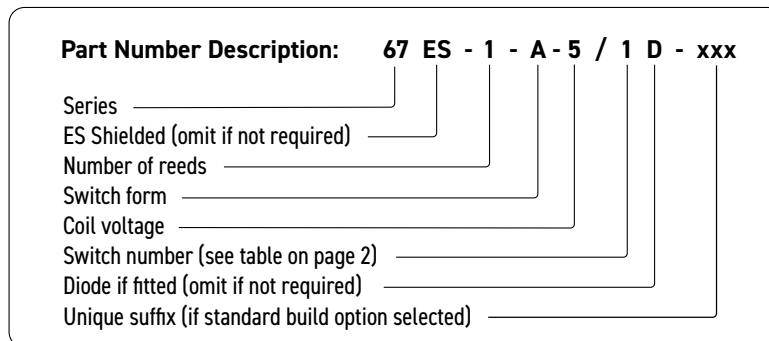 Part Number Description: 67 ES - 1 - A - 5 / 1 D - xxx
Series
ES Shielded (omit if not required)
Number of reeds
Switch form
Coil voltage
Switch number (see table on page 2)
Diode if fitted (omit if not required)
Unique suffix (if standard build option selected)